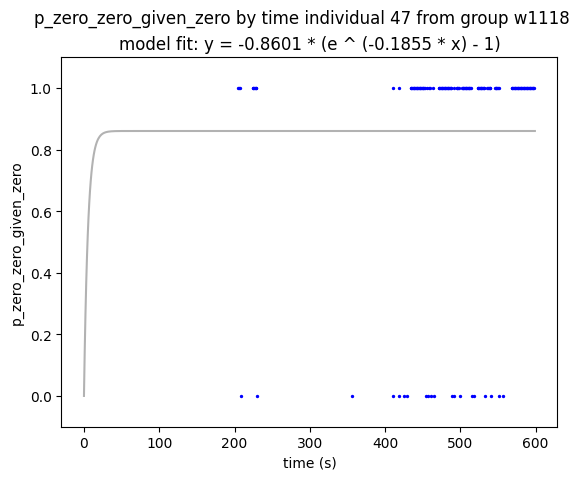 p_zero_zero_given_zero by time individual 47 from group w1118
model fit: y = -0.8601 * (e ^ (-0.1855 * x) - 1)
1.0
0.8
0.6
0.4
0.2
0.0
p_zero_zero_given_zero
0 100 200 300 400 500 600
time (s)